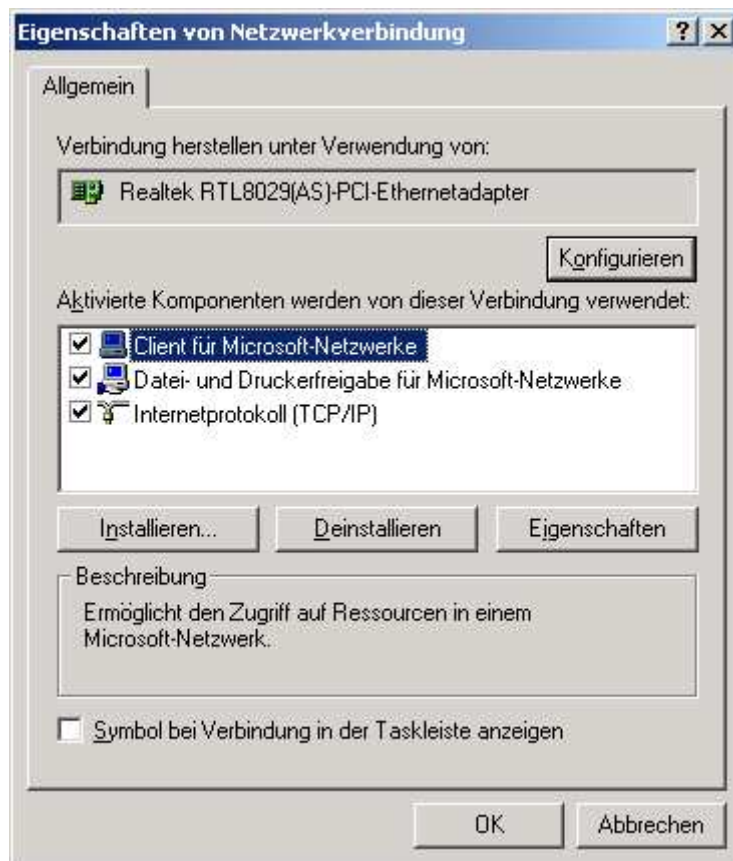 Eigenschaften von Netzwerkverbindung
Allgemein
Verbindung herstellen unter Verwendung von:
Realtek RTL8029(AS)-PCI-Ethernetadapter
Konfigurieren
Aktivierte Komponenten werden von dieser Verbindung verwendet:
Client für Microsoft-Netzwerke
Datei- und Druckerfreigabe für Microsoft-Netzwerke
Internetprotokoll (TCP/IP)
Installieren... Deinstallieren Eigenschaften
Beschreibung
Ermöglicht den Zugriff auf Ressourcen in einem
Microsoft-Netzwerk.
Symbol bei Verbindung in der Taskleiste anzeigen
OK Abbrechen